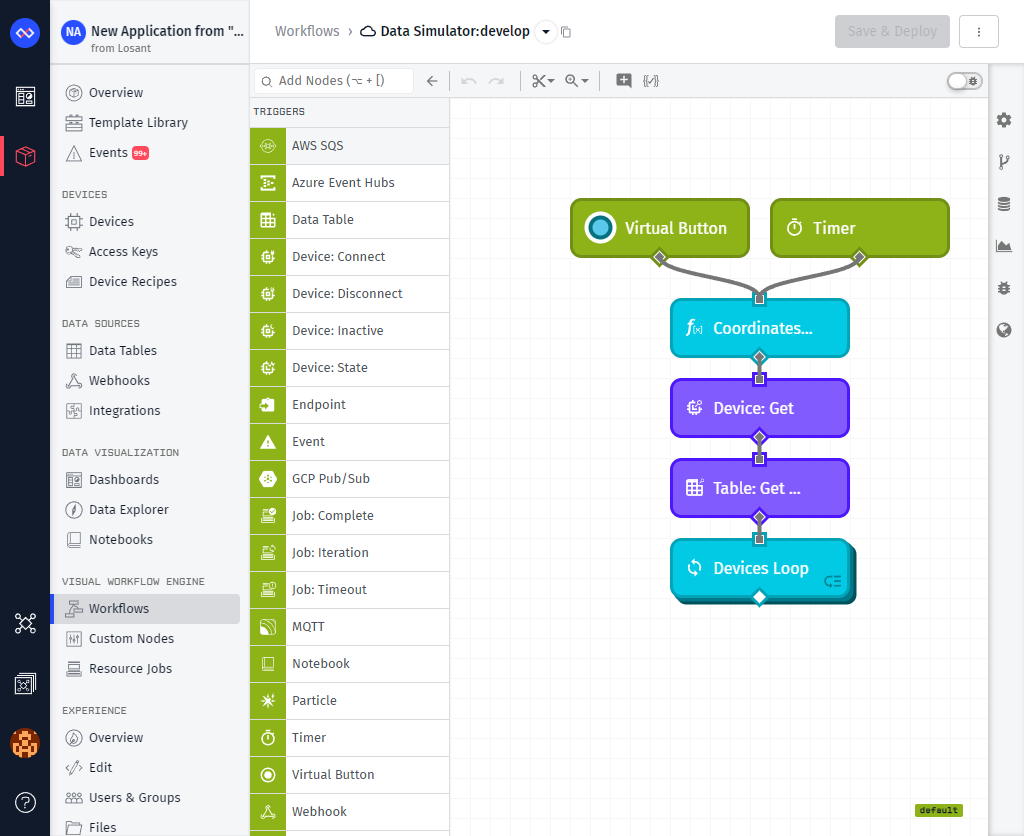 NA New Application from "...
from Losant
Workflows › Data Simulator:develop
Save & Deploy
Add Nodes (⌥ + [)
Overview
Template Library
Events 99+
DEVICES
Devices
Access Keys
Device Recipes
DATA SOURCES
Data Tables
Webhooks
Integrations
DATA VISUALIZATION
Dashboards
Data Explorer
Notebooks
VISUAL WORKFLOW ENGINE
Workflows
Custom Nodes
Resource Jobs
EXPERIENCE
Overview
Edit
Users & Groups
Files
TRIGGERS
AWS SQS
Azure Event Hubs
Data Table
Device: Connect
Device: Disconnect
Device: Inactive
Device: State
Endpoint
Event
GCP Pub/Sub
Job: Complete
Job: Iteration
Job: Timeout
MQTT
Notebook
Particle
Timer
Virtual Button
Webhook
Virtual Button
Timer
f(x) Coordinates...
Device: Get
Table: Get ...
Devices Loop
default